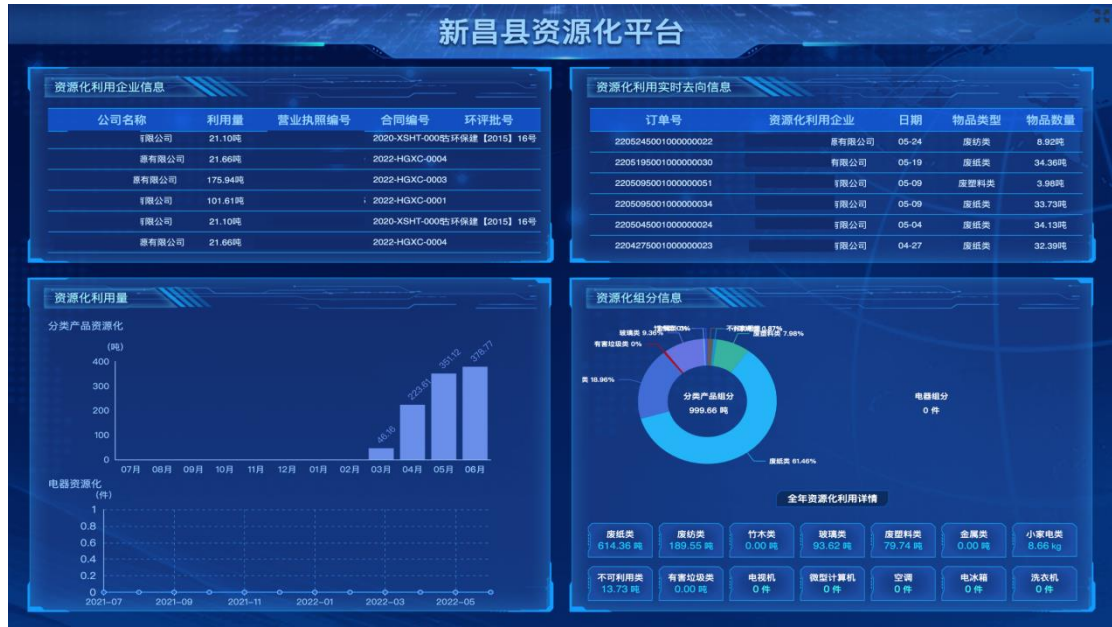 新昌县资源化平台
资源化利用企业信息
公司名称 利用量 营业执照编号 合同编号 环评批号
有限公司 21.10吨 2020-XSHT-0005 古环保建【2015】16号
源有限公司 21.66吨 2022-HGXC-0004
源有限公司 175.94吨 2022-HGXC-0003
有限公司 101.61吨 2022-HGXC-0001
有限公司 21.10吨 2020-XSHT-0005 古环保建【2015】16号
源有限公司 21.66吨 2022-HGXC-0004
资源化利用实时去向信息
订单号 资源化利用企业 日期 物品类型 物品数量
2205245001000000022 源有限公司 05-24 废纺类 8.92吨
2205195001000000030 有限公司 05-19 废纸类 34.36吨
2205095001000000051 有限公司 05-09 废塑料类 3.98吨
2205095001000000034 有限公司 05-09 废纸类 33.73吨
2205045001000000024 有限公司 05-04 废纸类 34.13吨
2204275001000000023 有限公司 04-27 废纸类 32.39吨
资源化利用量
分类产品资源化
(吨)
400
300
200
100
0
46.16 223.61 351.12 378.77
07月 08月 09月 10月 11月 12月 01月 02月 03月 04月 05月 06月
电器资源化
(件)
1
0.8
0.6
0.4
0.2
0
2021-07 2021-09 2021-11 2022-01 2022-03 2022-05
资源化组分信息
玻璃类 9.36%
废塑料类 7.98%
有害垃圾类 0%
类 18.96%
分类产品组分
999.66 吨
废纸类 61.46%
电器组分
0 件
全年资源化利用详情
废纸类 废纺类 竹木类 玻璃类 废塑料类 金属类 小家电类
614.36 吨 189.55 吨 0.00 吨 93.62 吨 79.74 吨 0.00 吨 8.66 kg
不可利用类 有害垃圾类 电视机 微型计算机 空调 电冰箱 洗衣机
13.73 吨 0.00 吨 0 件 0 件 0 件 0 件 0 件